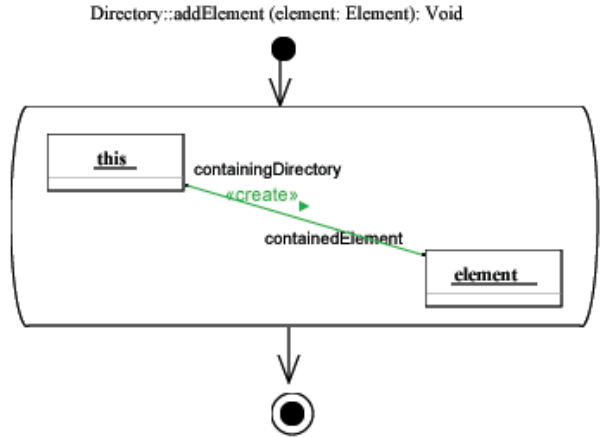 Directory::addElement (element: Element): Void
this
containingDirectory
«create»
containedElement
element